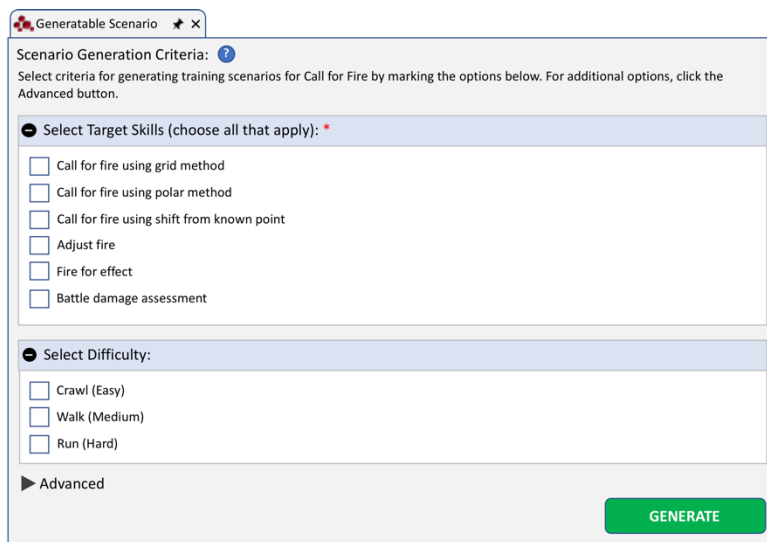 Generatable Scenario
Scenario Generation Criteria: ?
Select criteria for generating training scenarios for Call for Fire by marking the options below. For additional options, click the
Advanced button.
Select Target Skills (choose all that apply): *
Call for fire using grid method
Call for fire using polar method
Call for fire using shift from known point
Adjust fire
Fire for effect
Battle damage assessment
Select Difficulty:
Crawl (Easy)
Walk (Medium)
Run (Hard)
Advanced
GENERATE